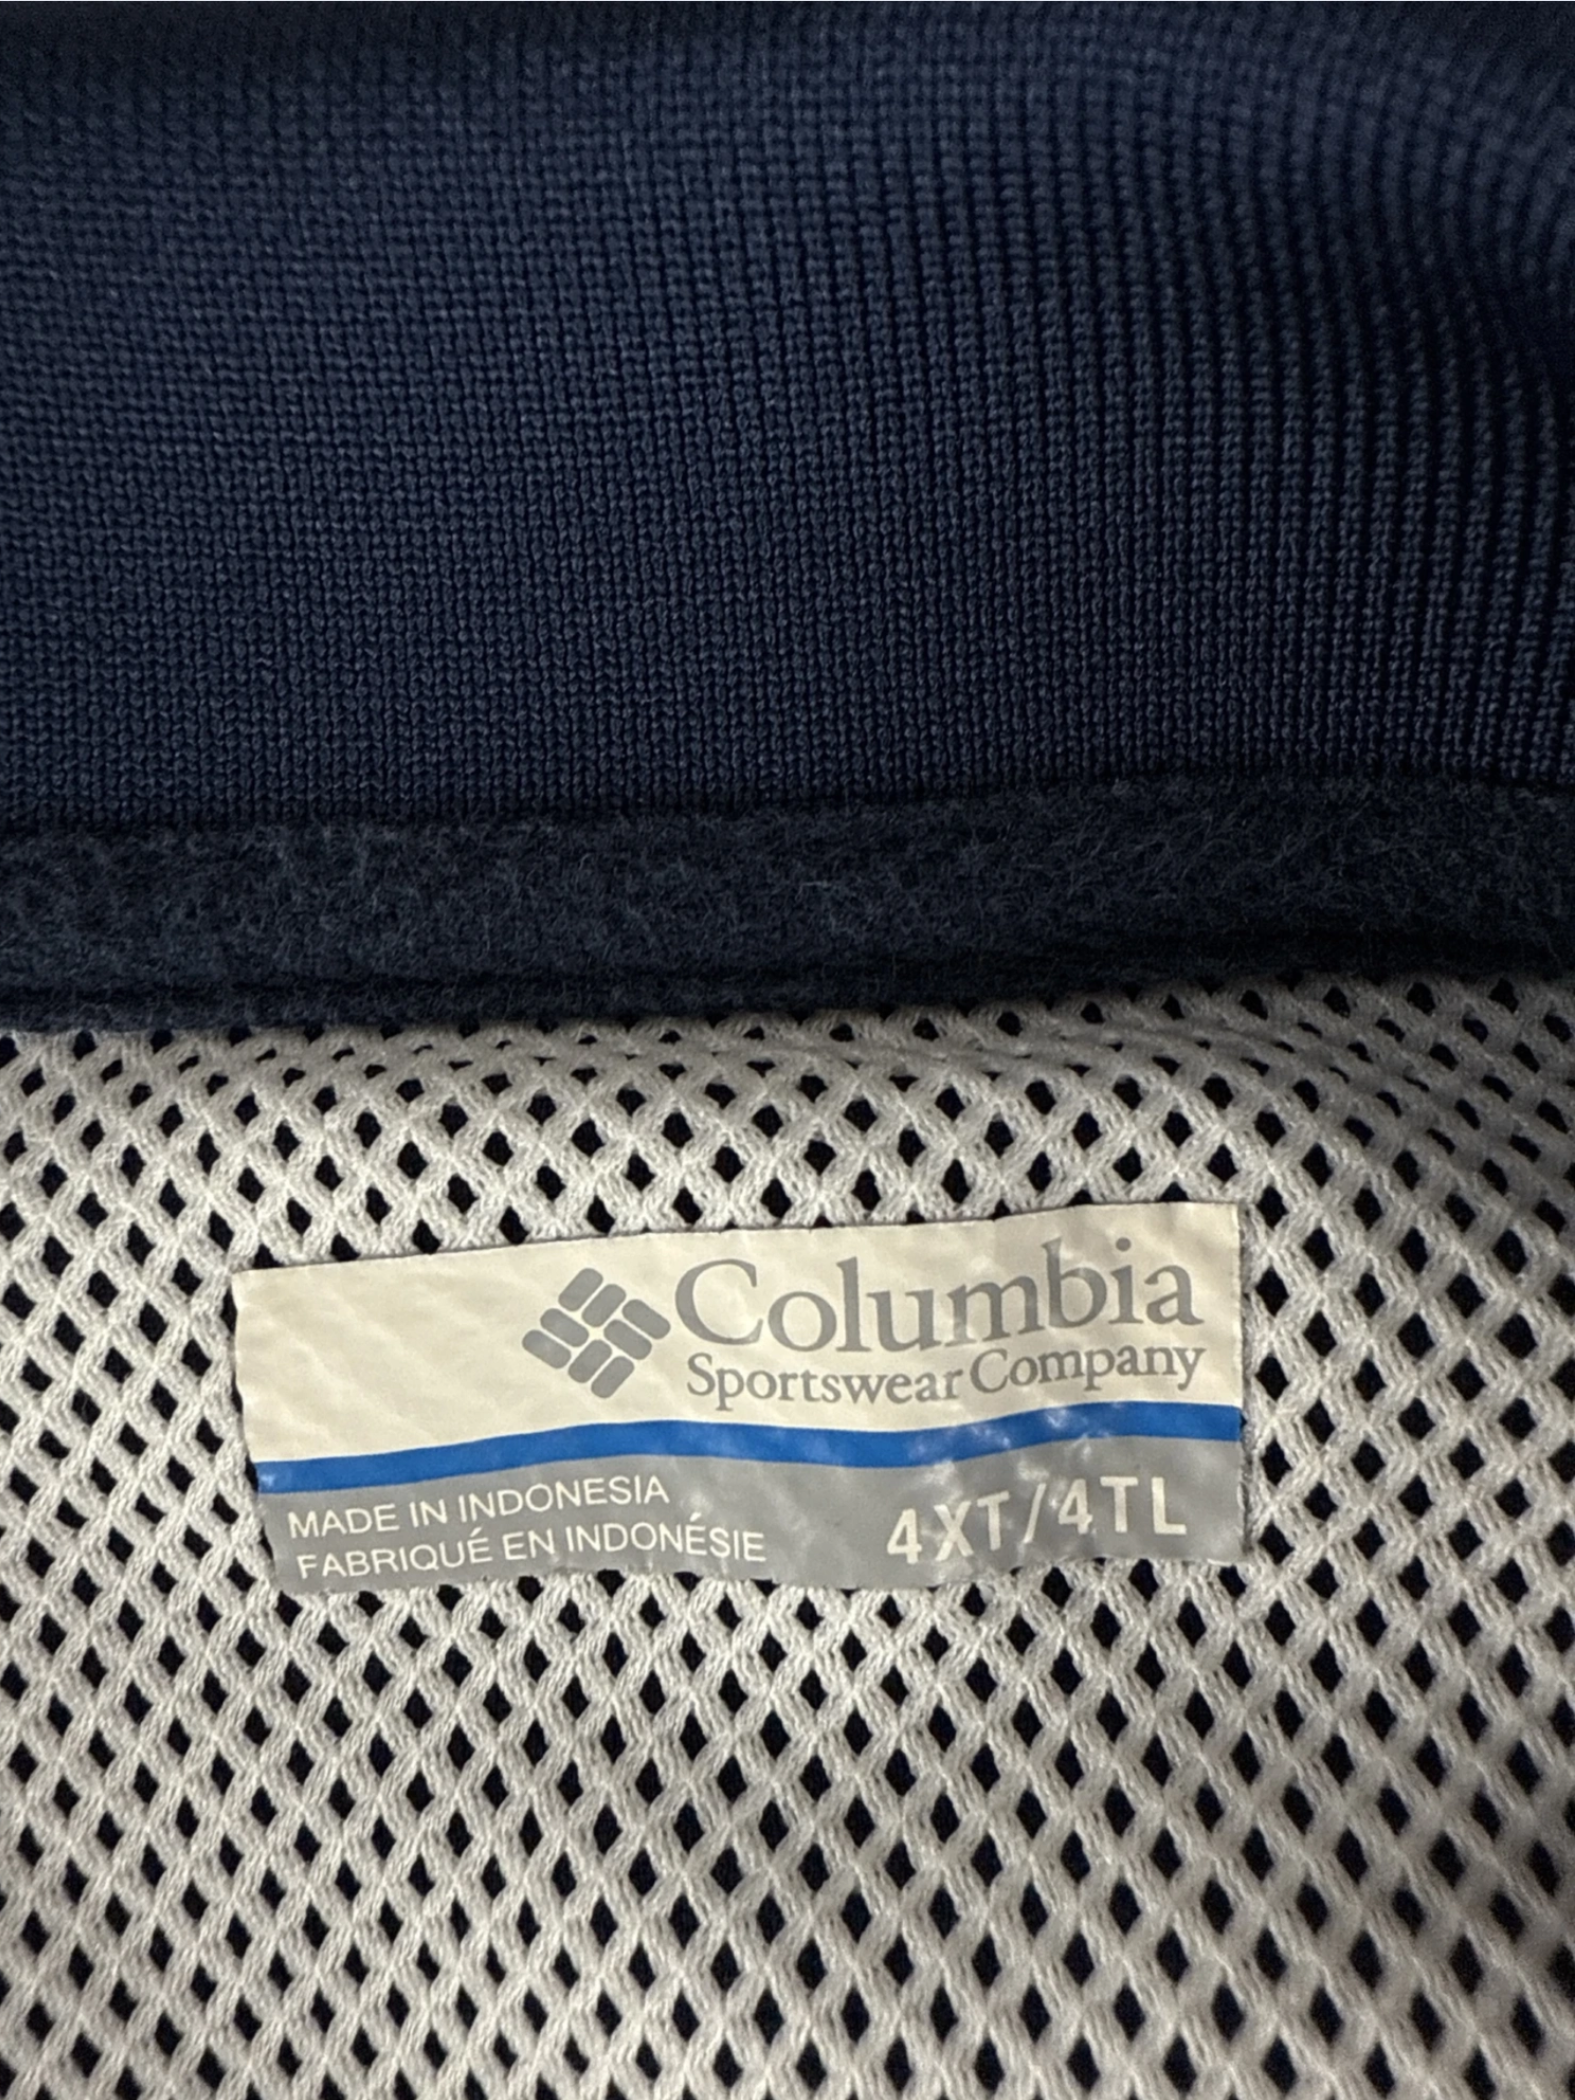 Columbia
Sportswear Company
MADE IN INDONESIA
FABRIQUÉ EN INDONÉSIE
4XT/4TL